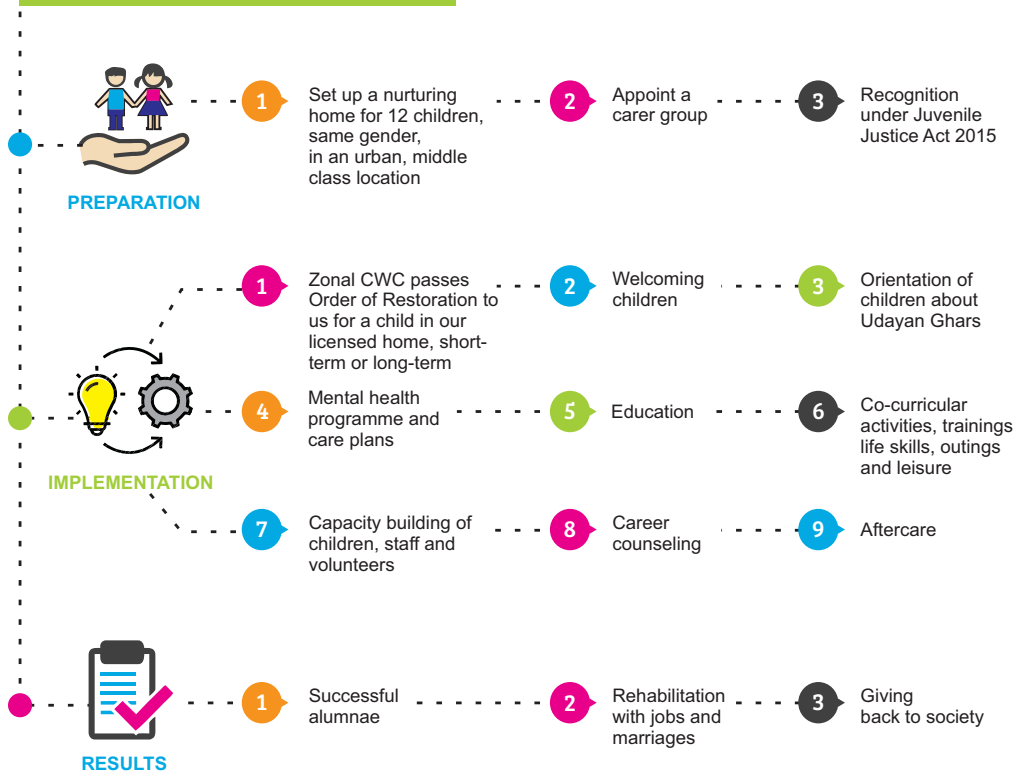 1
Set up a nurturing
home for 12 children,
same gender,
in an urban, middle
class location
2
Appoint a
carer group
3
Recognition
under Juvenile
Justice Act 2015
PREPARATION
1
Zonal CWC passes
Order of Restoration to
us for a child in our
licensed home, short-
term or long-term
2
Welcoming
children
3
Orientation of
children about
Udayan Ghars
4
Mental health
programme and
care plans
5
Education
6
Co-curricular
activities, trainings
life skills, outings
and leisure
IMPLEMENTATION
7
Capacity building of
children, staff and
volunteers
8
Career
counseling
9
Aftercare
1
Successful
alumnae
2
Rehabilitation
with jobs and
marriages
3
Giving
back to society
RESULTS